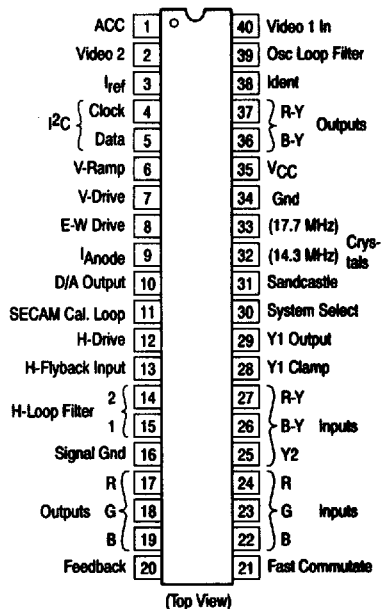 ACC 1 40 Video 1 In
Video 2 2 39 Osc Loop Filter
Iref 3 38 Ident
I2C Clock 4 37 R-Y Outputs
Data 5 36 B-Y
V-Ramp 6 35 VCC
V-Drive 7 34 Gnd
E-W Drive 8 33 (17.7 MHz) Crys-
IAnode 9 32 (14.3 MHz) tals
D/A Output 10 31 Sandcastle
SECAM Cal. Loop 11 30 System Select
H-Drive 12 29 Y1 Output
H-Flyback Input 13 28 Y1 Clamp
H-Loop Filter 2 14 27 R-Y
1 15 26 B-Y Inputs
Signal Gnd 16 25 Y2
R 17 24 R
Outputs G 18 23 G Inputs
B 19 22 B
Feedback 20 21 Fast Commutate
(Top View)